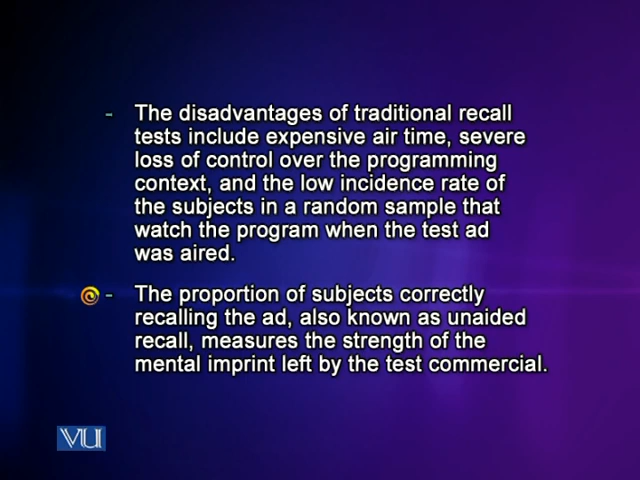 - The disadvantages of traditional recall
tests include expensive air time, severe
loss of control over the programming
context, and the low incidence rate of
the subjects in a random sample that
watch the program when the test ad
was aired.
- The proportion of subjects correctly
recalling the ad, also known as unaided
recall, measures the strength of the
mental imprint left by the test commercial.
VU